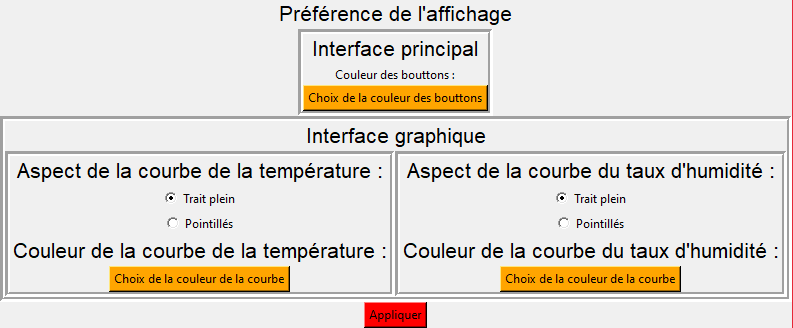 Préférence de l'affichage
Interface principal
Couleur des bouttons :
Choix de la couleur des bouttons
Interface graphique
Aspect de la courbe de la température :
Trait plein
Pointillés
Couleur de la courbe de la température :
Choix de la couleur de la courbe
Aspect de la courbe du taux d'humidité :
Trait plein
Pointillés
Couleur de la courbe du taux d'humidité :
Choix de la couleur de la courbe
Appliquer